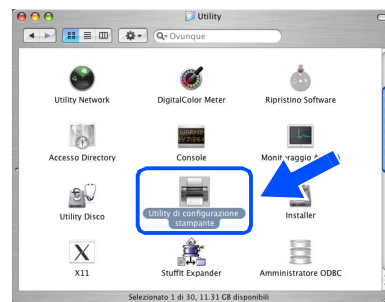 Utility
Ovunque
Utility Network
DigitalColor Meter
Ripristino Software
Accesso Directory
Console
Monitoraggio
Utility Disco
Utility di configurazione
stampante
Installer
X11
StuffIt Expander
Amministratore ODBC
Selezionato 1 di 30, 11.31 GB disponibili